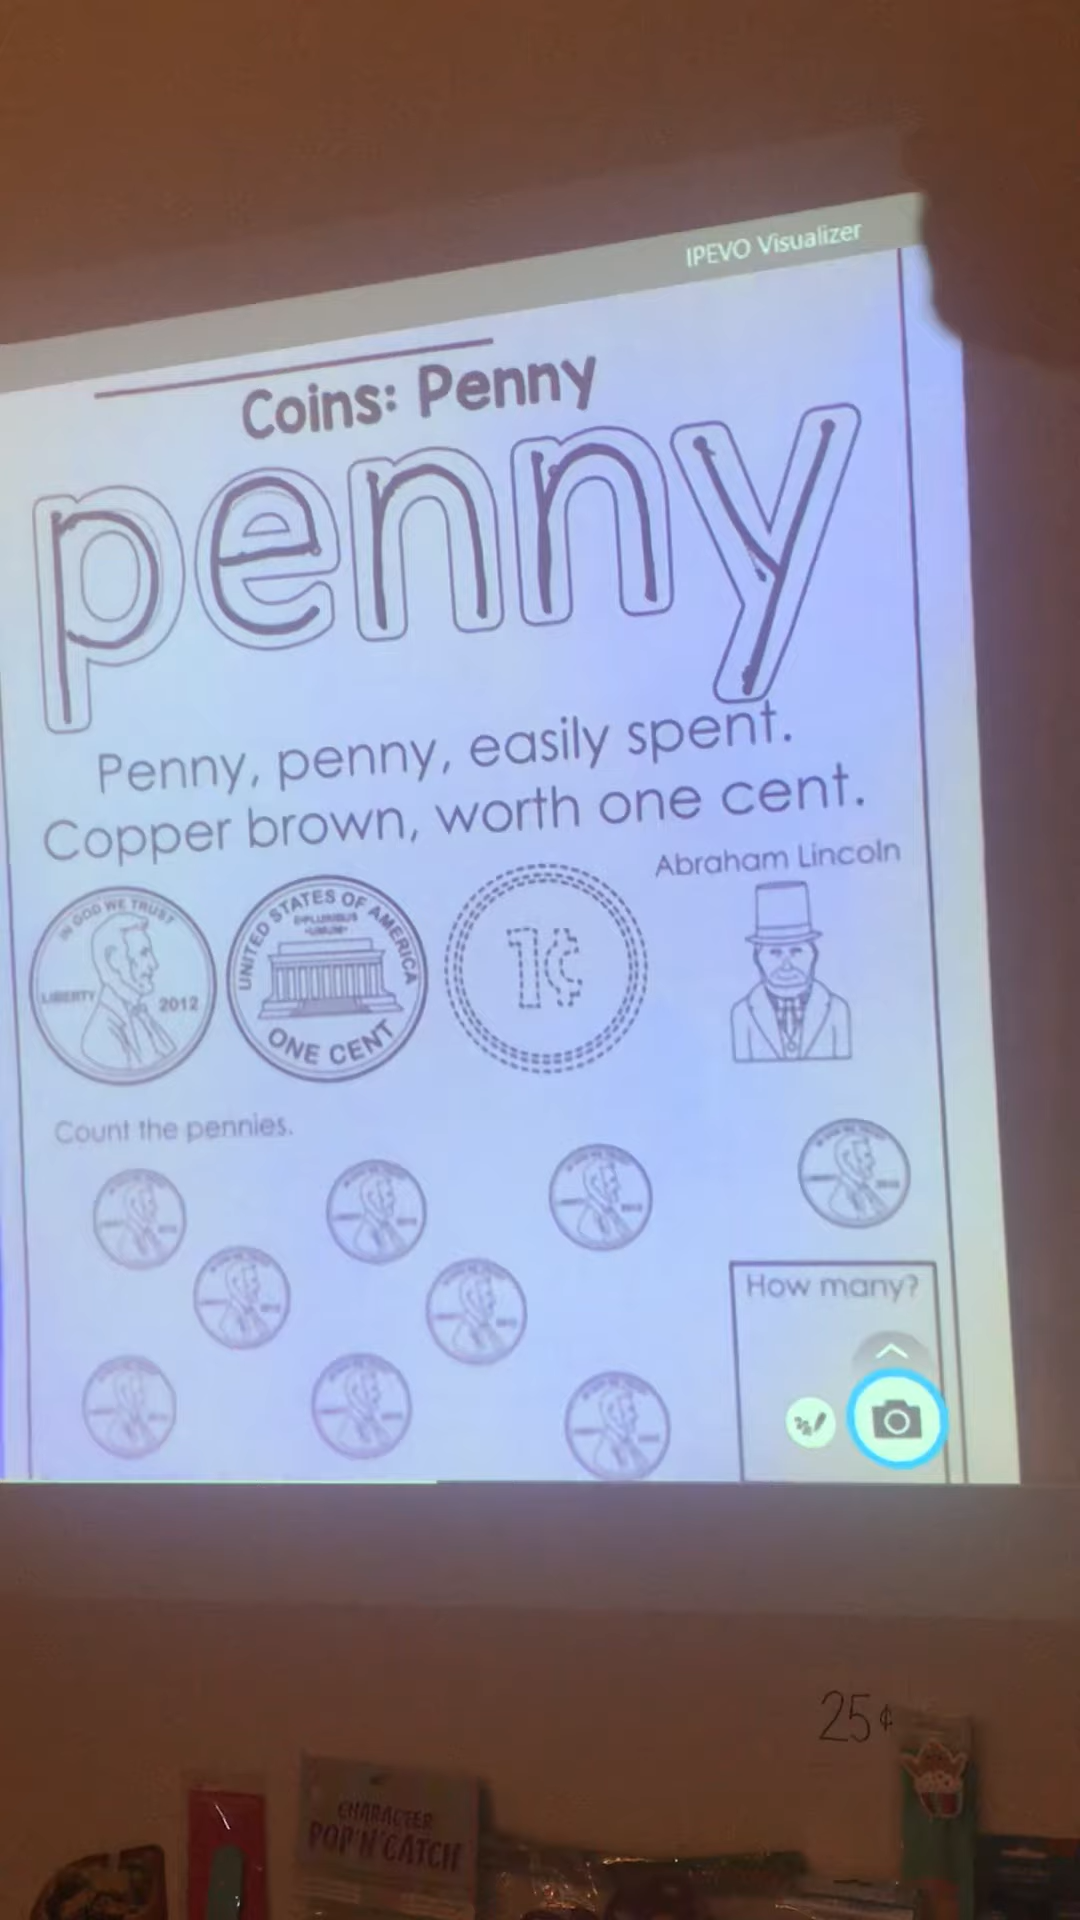 IPEVO Visualizer
Coins: Penny
penny
Penny, penny, easily spent.
Copper brown, worth one cent.
Abraham Lincoln
IN GOD WE TRUST
LIBERTY
2012
UNITED STATES OF AMERICA
E PLURIBUS
UNUM
ONE CENT
1¢
Count the pennies.
How many?
25¢
CHARACTER
POP'N'CATCH